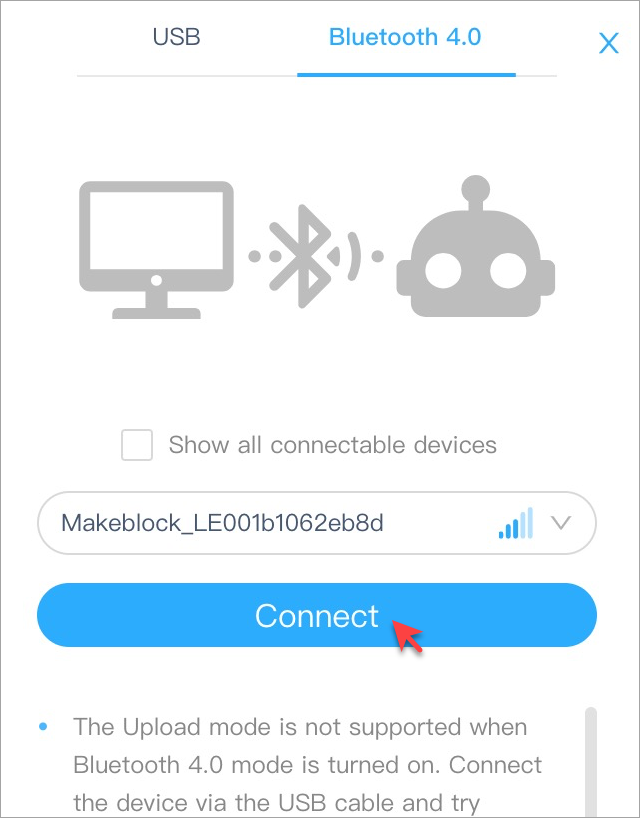 USB
Bluetooth 4.0
Show all connectable devices
Makeblock_LE001b1062eb8d
Connect
The Upload mode is not supported when
Bluetooth 4.0 mode is turned on. Connect
the device via the USB cable and try